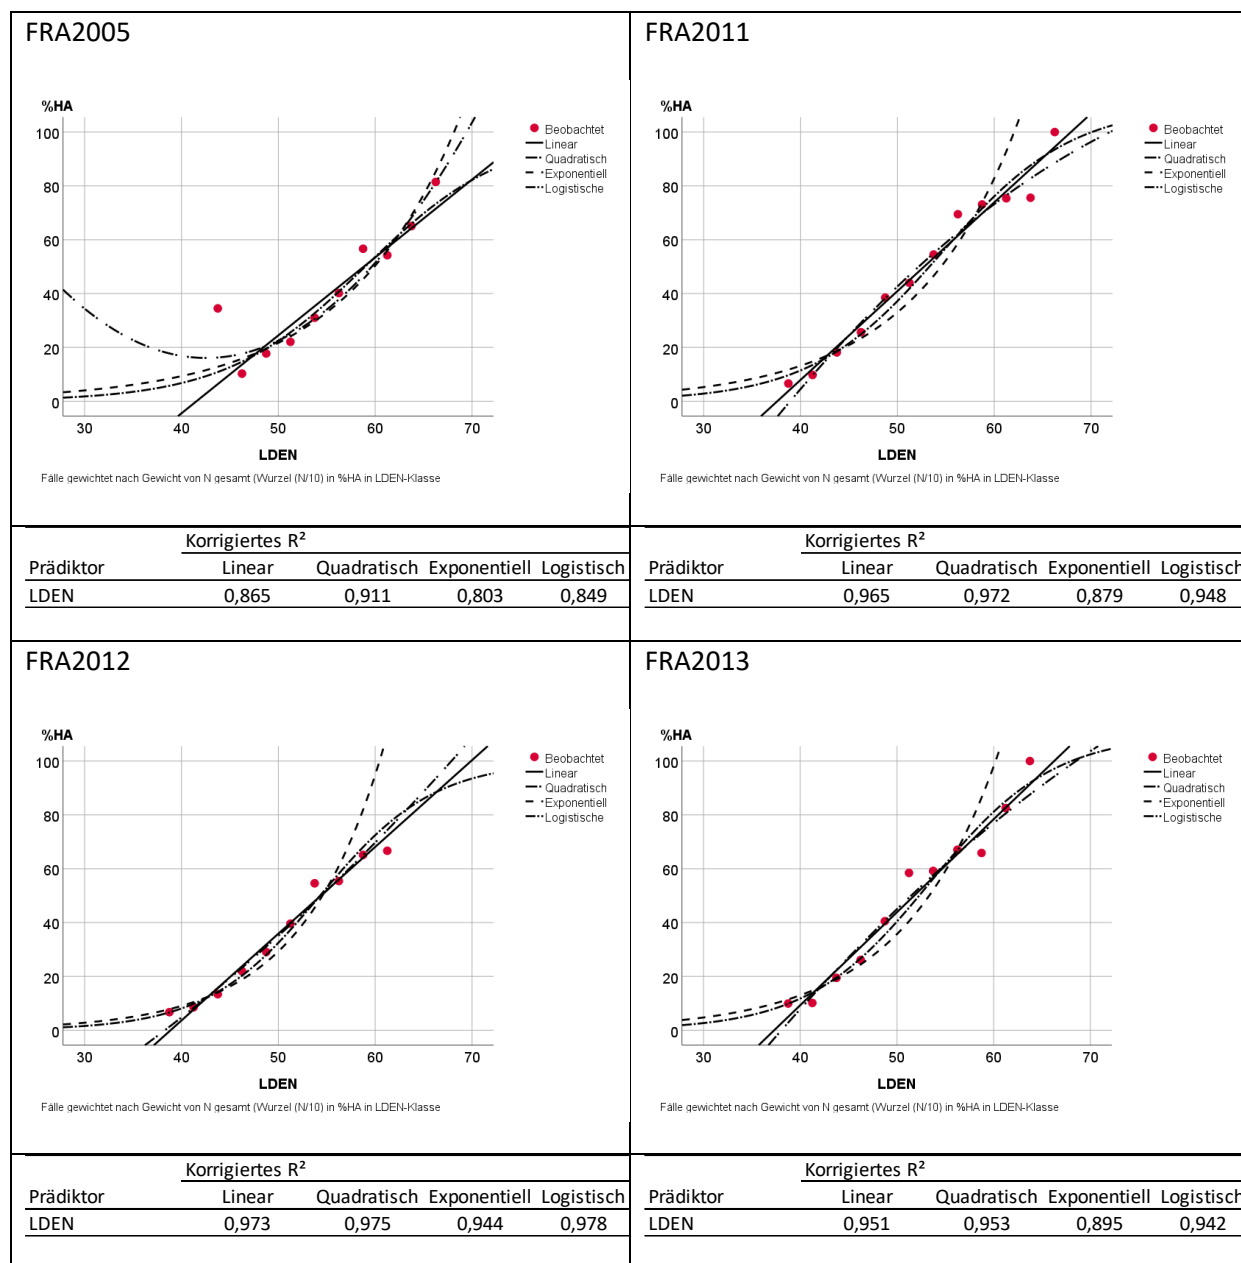 FRA2005
%HA
100
80
60
40
20
0
30 40 50 60 70
LDEN
Beobachtet
Linear
Quadratisch
Exponentiell
Logistische
Fälle gewichtet nach Gewicht von N gesamt (Wurzel (N/10) in %HA in LDEN-Klasse
Korrigiertes R²
Prädiktor Linear Quadratisch Exponentiell Logistisch
LDEN 0,865 0,911 0,803 0,849
FRA2011
%HA
100
80
60
40
20
0
30 40 50 60 70
LDEN
Beobachtet
Linear
Quadratisch
Exponentiell
Logistische
Fälle gewichtet nach Gewicht von N gesamt (Wurzel (N/10) in %HA in LDEN-Klasse
Korrigiertes R²
Prädiktor Linear Quadratisch Exponentiell Logistisch
LDEN 0,965 0,972 0,879 0,948
FRA2012
%HA
100
80
60
40
20
0
30 40 50 60 70
LDEN
Beobachtet
Linear
Quadratisch
Exponentiell
Logistische
Fälle gewichtet nach Gewicht von N gesamt (Wurzel (N/10) in %HA in LDEN-Klasse
Korrigiertes R²
Prädiktor Linear Quadratisch Exponentiell Logistisch
LDEN 0,973 0,975 0,944 0,978
FRA2013
%HA
100
80
60
40
20
0
30 40 50 60 70
LDEN
Beobachtet
Linear
Quadratisch
Exponentiell
Logistische
Fälle gewichtet nach Gewicht von N gesamt (Wurzel (N/10) in %HA in LDEN-Klasse
Korrigiertes R²
Prädiktor Linear Quadratisch Exponentiell Logistisch
LDEN 0,951 0,953 0,895 0,942